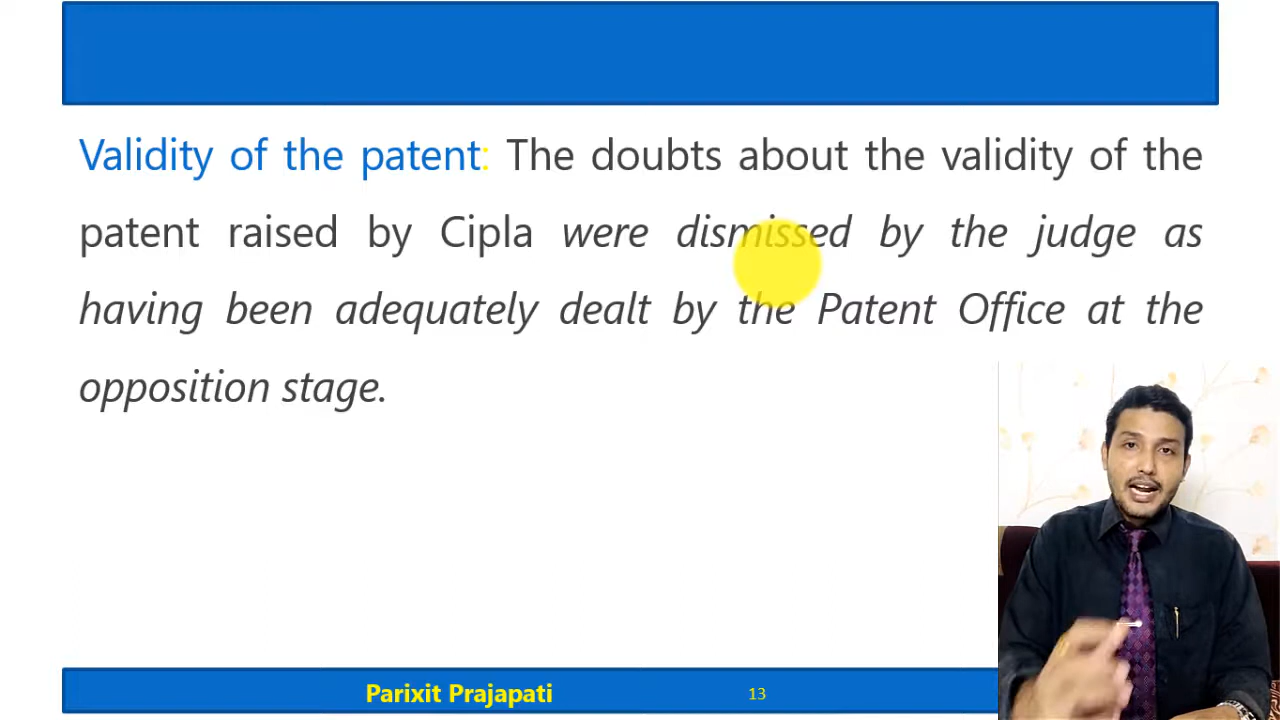 Validity of the patent: The doubts about the validity of the
patent raised by Cipla were dismissed by the judge as
having been adequately dealt by the Patent Office at the
opposition stage.
Parixit Prajapati
13